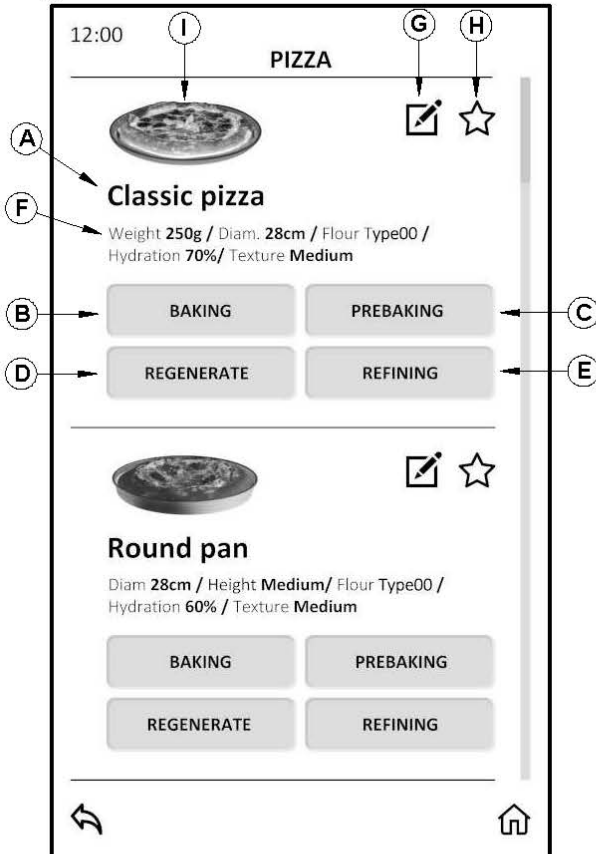 I G H
12:00
PIZZA
A
Classic pizza
F
Weight 250g / Diam. 28cm / Flour Type00 /
Hydration 70%/ Texture Medium
B BAKING PREBAKING C
D REGENERATE REFINING E
Round pan
Diam 28cm / Height Medium/ Flour Type00 /
Hydration 60% / Texture Medium
BAKING PREBAKING
REGENERATE REFINING